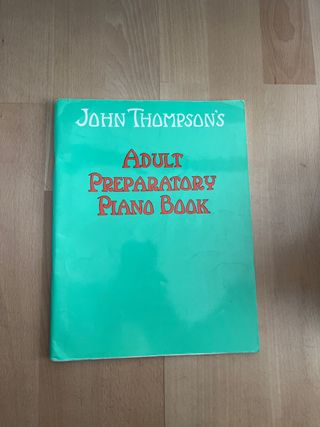 JOHN THOMPSON'S
ADULT
PREPARATORY
PIANO BOOK